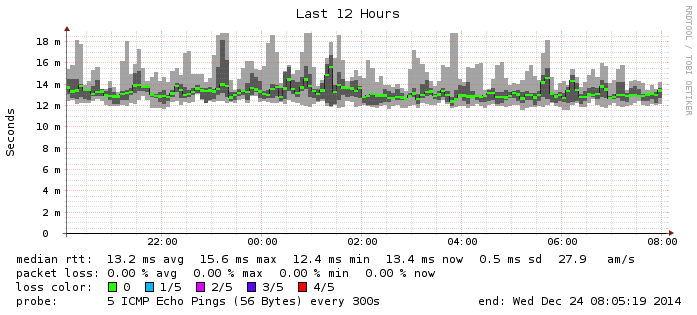 Last 12 Hours
RRDTOOL / TOBI OETIKER
Seconds
18 m
16 m
14 m
12 m
10 m
8 m
6 m
4 m
2 m
0
22:00 00:00 02:00 04:00 06:00 08:00
median rtt: 13.2 ms avg 15.6 ms max 12.4 ms min 13.4 ms now 0.5 ms sd 27.9 am/s
packet loss: 0.00 % avg 0.00 % max 0.00 % min 0.00 % now
loss color: 0 1/5 2/5 3/5 4/5
probe: 5 ICMP Echo Pings (56 Bytes) every 300s end: Wed Dec 24 08:05:19 2014